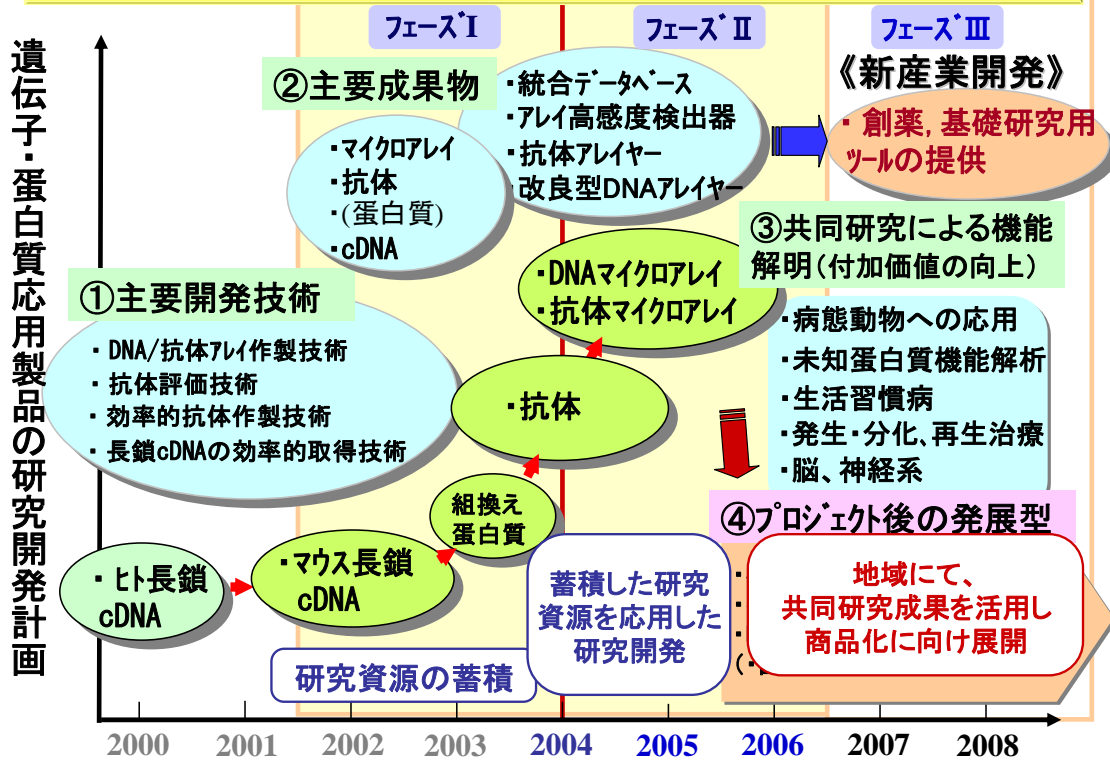 フェーズⅠ
フェーズⅡ
フェーズⅢ
遺伝子・蛋白質応用製品の研究開発計画
②主要成果物
・マイクロアレイ
・抗体
・(蛋白質)
・cDNA
・統合データベース
・アレイ高感度検出器
・抗体アレイヤー
・改良型DNAアレイヤー
《新産業開発》
・創薬,基礎研究用
ツールの提供
①主要開発技術
・DNA/抗体アレイ作製技術
・抗体評価技術
・効率的抗体作製技術
・長鎖cDNAの効率的取得技術
・DNAマイクロアレイ
・抗体マイクロアレイ
③共同研究による機能
解明(付加価値の向上)
・病態動物への応用
・未知蛋白質機能解析
・生活習慣病
・発生・分化、再生治療
・脳、神経系
・抗体
組換え
蛋白質
・マウス長鎖
cDNA
・ヒト長鎖
cDNA
④プロジェクト後の発展型
蓄積した研究
資源を応用した
研究開発
地域にて、
共同研究成果を活用し
商品化に向け展開
研究資源の蓄積
2000 2001 2002 2003 2004 2005 2006 2007 2008